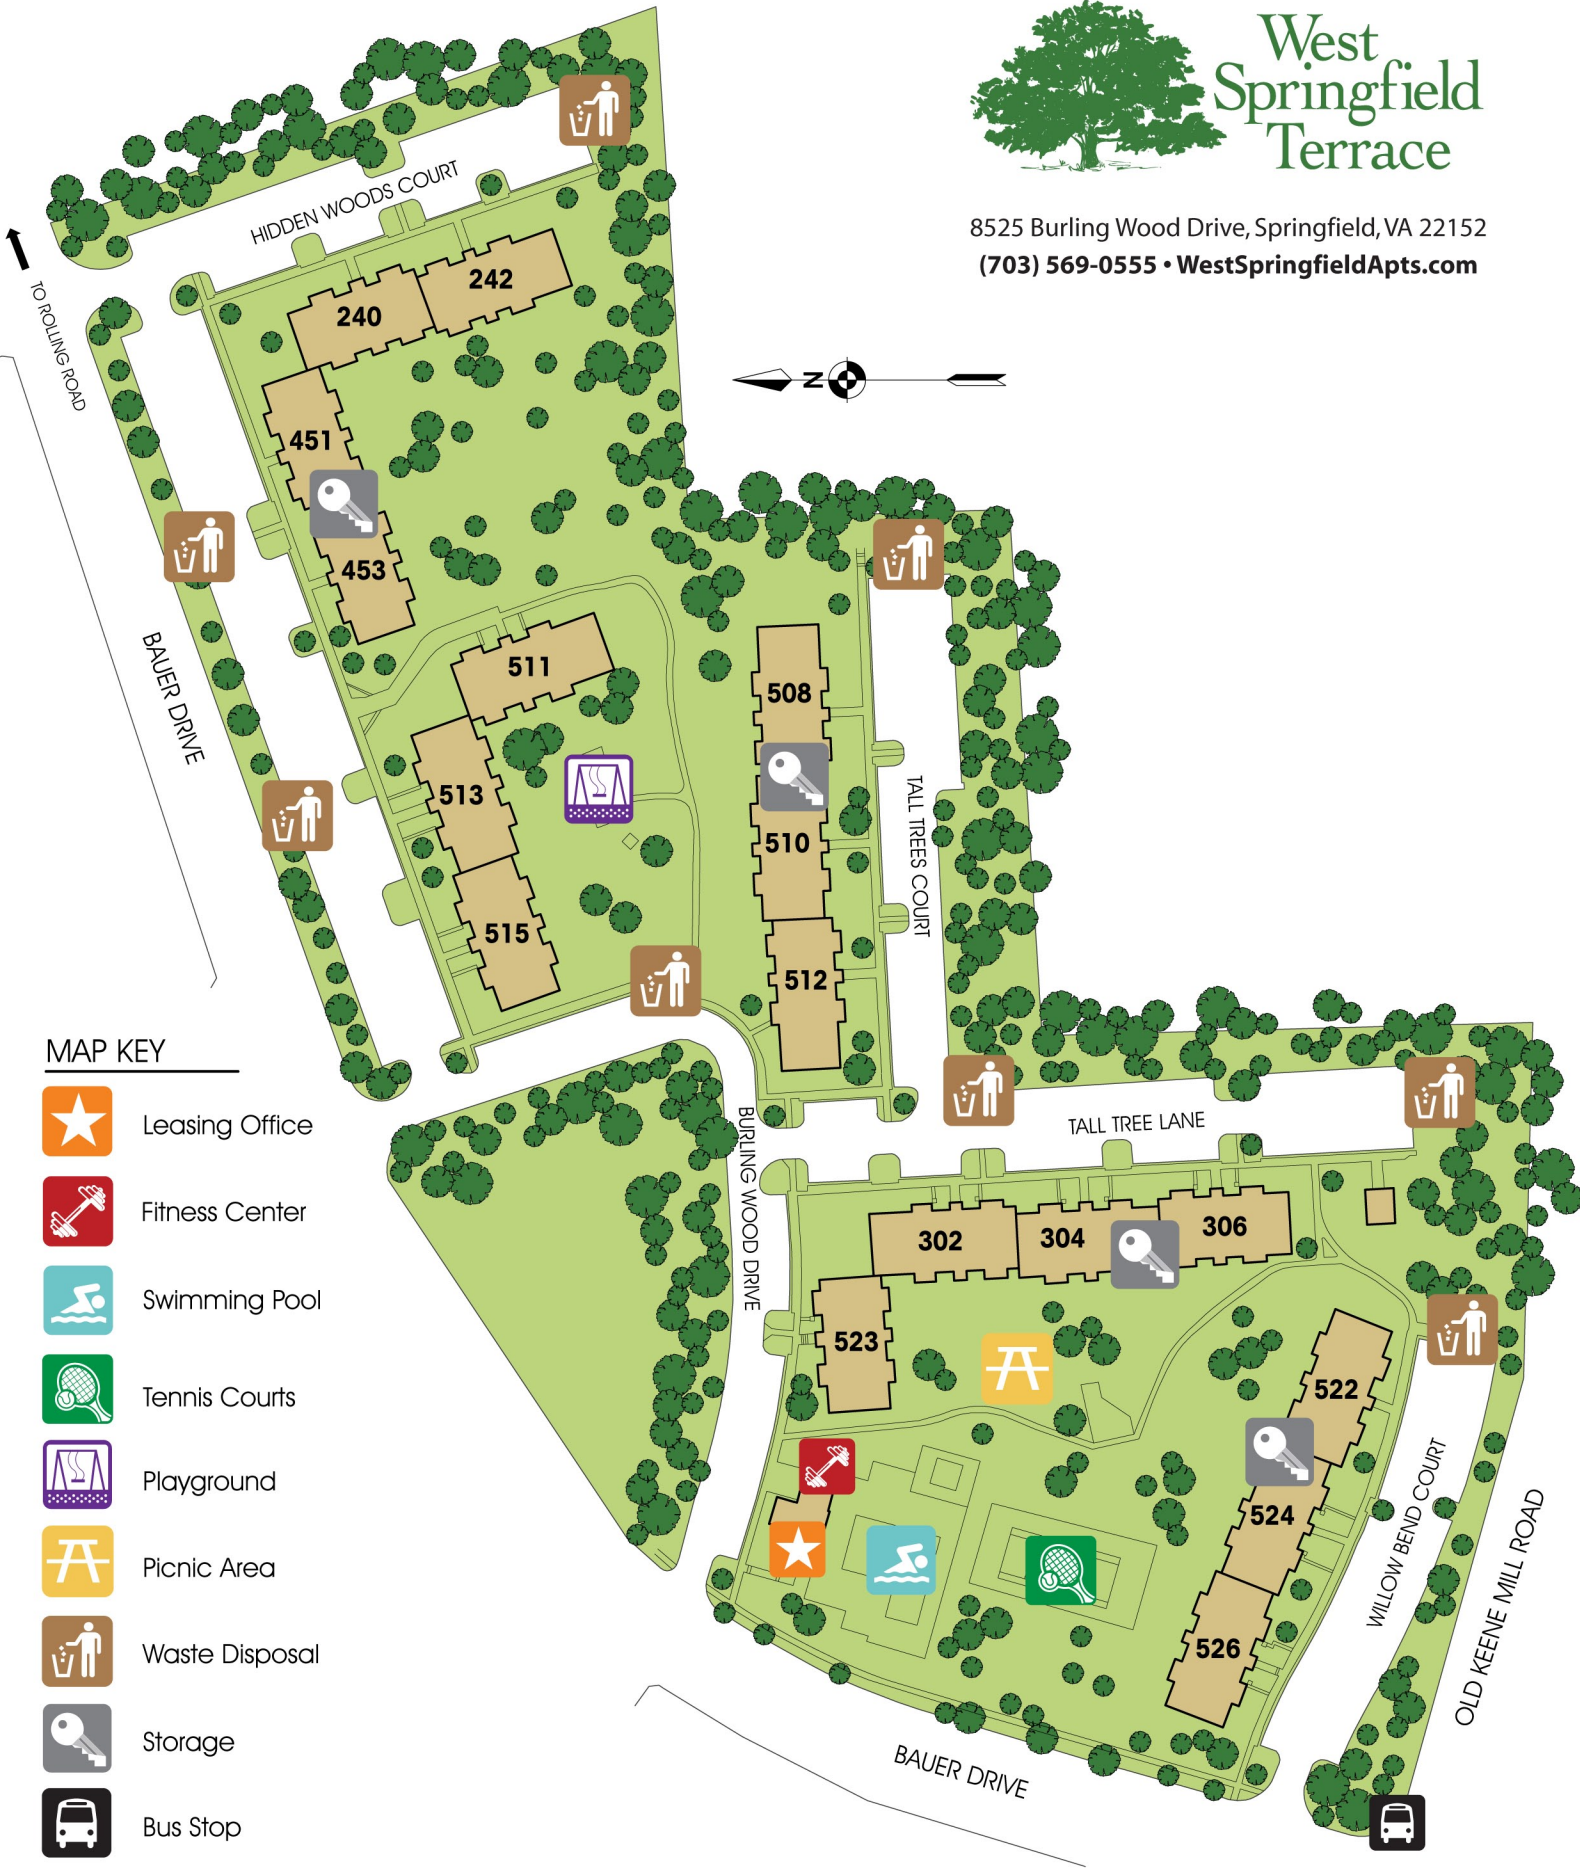 West
Springfield
Terrace
8525 Burling Wood Drive, Springfield, VA 22152
(703) 569-0555 • WestSpringfieldApts.com
HIDDEN WOODS COURT
TO ROLLING ROAD
242
240
N
451
453
BAUER DRIVE
511
508
513
TALL TREES COURT
510
515
512
MAP KEY
Leasing Office
Fitness Center
Swimming Pool
Tennis Courts
Playground
Picnic Area
Waste Disposal
Storage
Bus Stop
BURLING WOOD DRIVE
TALL TREE LANE
302
304
306
523
522
524
526
WILLOW BEND COURT
OLD KEENE MILL ROAD
BAUER DRIVE